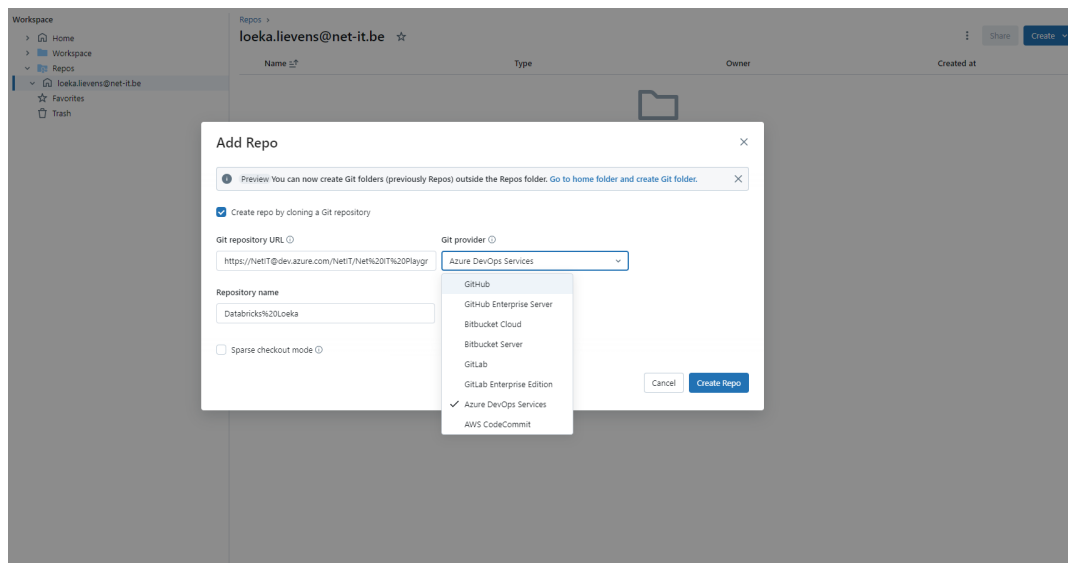 Workspace
Home
Workspace
Repos
loeka.lievens@net-it.be
Favorites
Trash
Repos >
loeka.lievens@net-it.be
Share
Create
Name Type Owner Created at
Add Repo
Preview You can now create Git folders (previously Repos) outside the Repos folder. Go to home folder and create Git folder.
Create repo by cloning a Git repository
Git repository URL
Git provider
https://NetIT@dev.azure.com/NetIT/Net%20IT%20Playgr
Azure DevOps Services
GitHub
GitHub Enterprise Server
Bitbucket Cloud
Bitbucket Server
GitLab
GitLab Enterprise Edition
Azure DevOps Services
AWS CodeCommit
Repository name
Databricks%20Loeka
Sparse checkout mode
Cancel
Create Repo